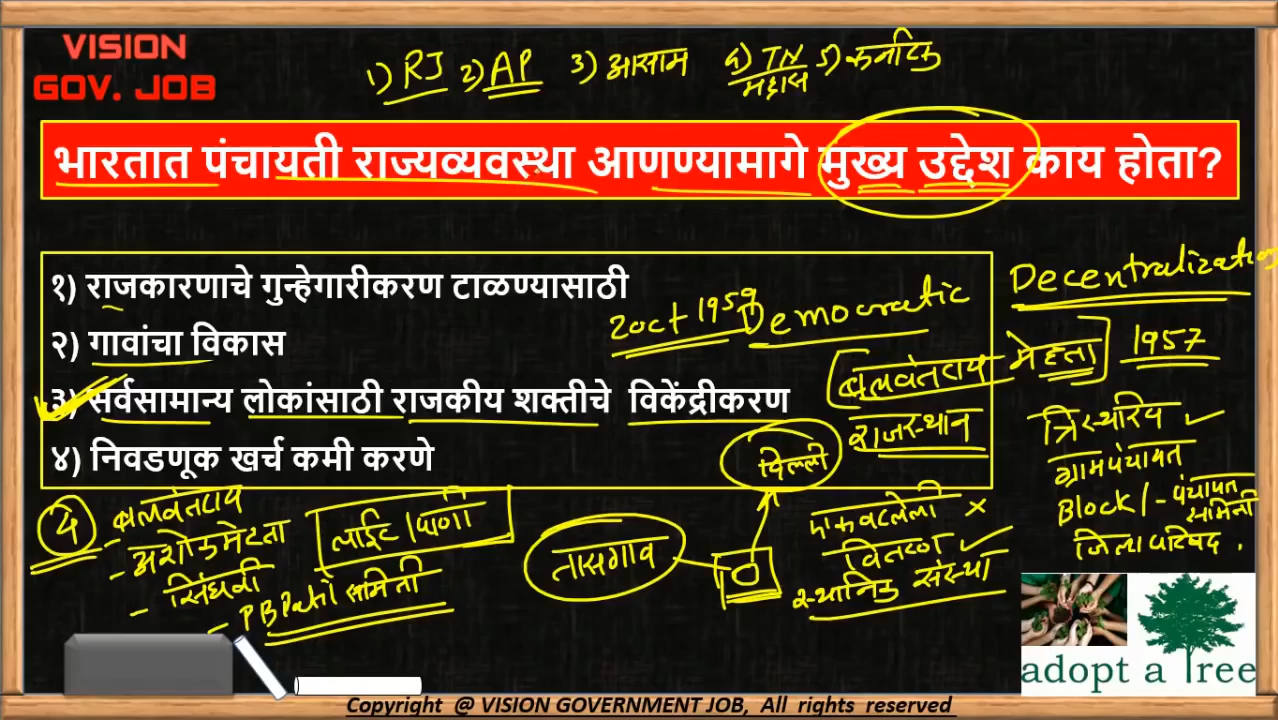 VISION
GOV. JOB
1) RJ 2) AP 3) आसाम 4) TN मद्रास 5) कर्नाटक
भारतात पंचायती राज्यव्यवस्था आणण्यामागे मुख्य उद्देश काय होता?
१) राजकारणाचे गुन्हेगारीकरण टाळण्यासाठी
२) गावांचा विकास
३) सर्वसामान्य लोकांसाठी राजकीय शक्तीचे विकेंद्रीकरण
४) निवडणूक खर्च कमी करणे
2 oct 1959
Democratic
Decentralization
बलवंतराय मेहता 1957
राजस्थान
दिल्ली
त्रिस्तरीय
ग्रामपंचायत
Block / - पंचायत समिती
जिल्हा परिषद .
4
- बलवंतराय
- अशोक मेहता
- सिंघवी
- PB Patil समिती
लाईट / पाणी
तासगाव
एकवटलेली ×
वितरण
स्थानिक संस्था
adopt a Tree
Copyright @ VISION GOVERNMENT JOB, All rights reserved